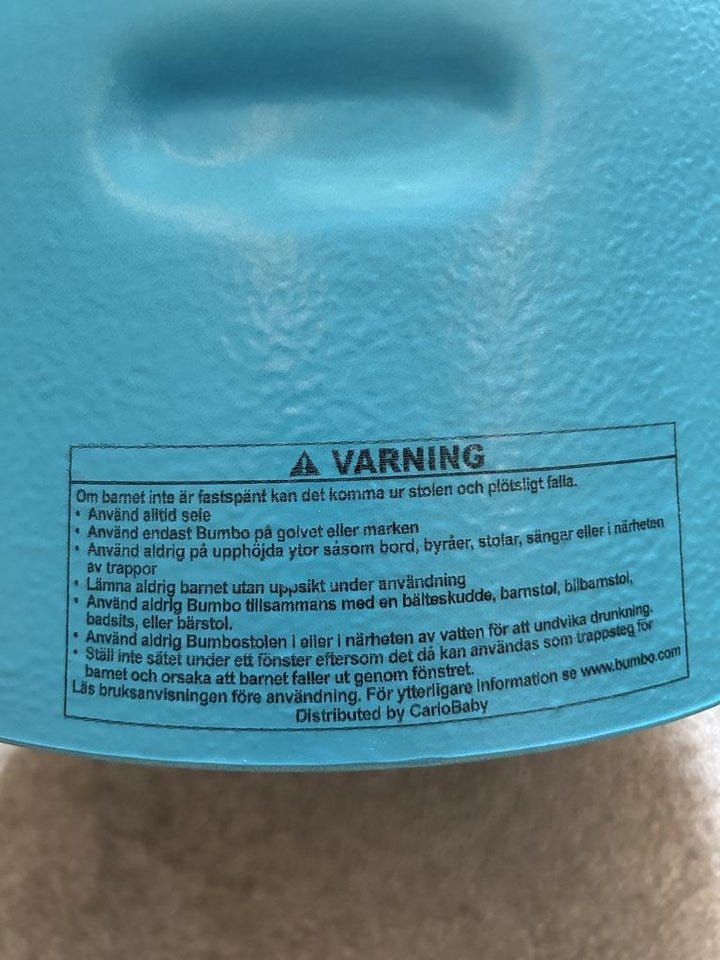 ⚠ VARNING
Om barnet inte är fastspänt kan det komma ur stolen och plötsligt falla.
• Använd alltid sele
• Använd endast Bumbo på golvet eller marken
• Använd aldrig på upphöjda ytor såsom bord, byråer, stolar, sängar eller i närheten
av trappor
• Lämna aldrig barnet utan uppsikt under användning
• Använd aldrig Bumbo tillsammans med en bälteskudde, barnstol, bilbarnstol,
badsits, eller bärstol.
• Använd aldrig Bumbostolen i eller i närheten av vatten för att undvika drunkning.
• Ställ inte sätet under ett fönster eftersom det då kan användas som trappsteg för
barnet och orsaka att barnet faller ut genom fönstret.
Läs bruksanvisningen före användning. För ytterligare information se www.bumbo.com
Distributed by CarloBaby